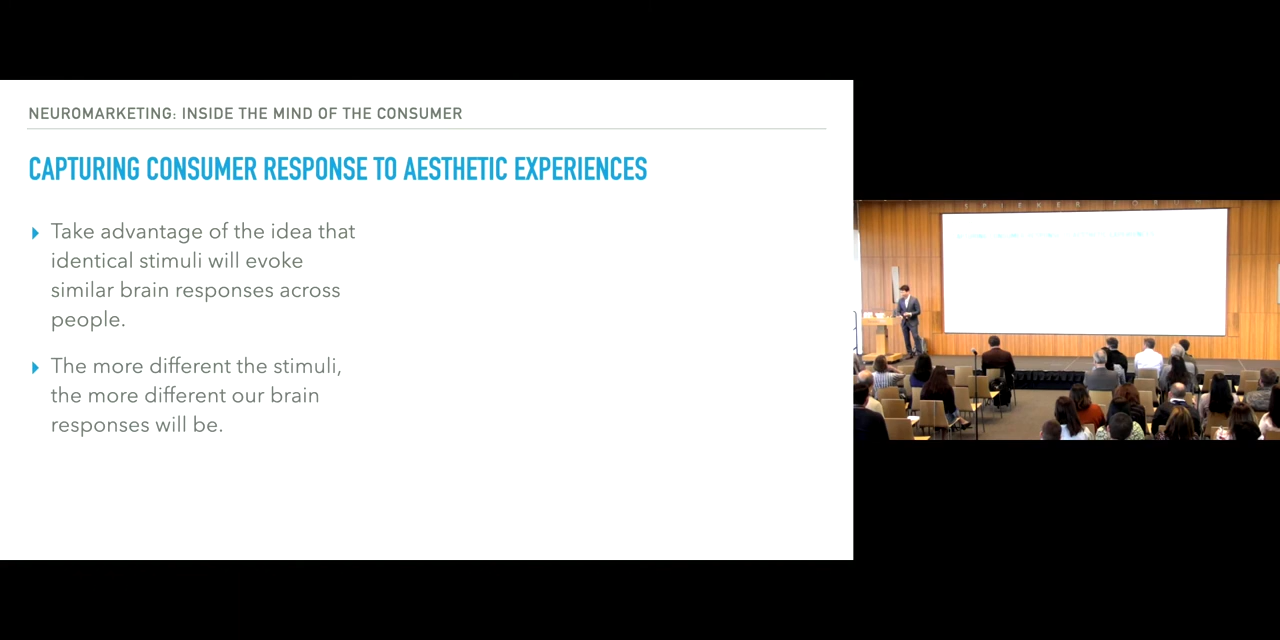 NEUROMARKETING: INSIDE THE MIND OF THE CONSUMER
CAPTURING CONSUMER RESPONSE TO AESTHETIC EXPERIENCES
Take advantage of the idea that
identical stimuli will evoke
similar brain responses across
people.
The more different the stimuli,
the more different our brain
responses will be.
SPIEKER FORUM